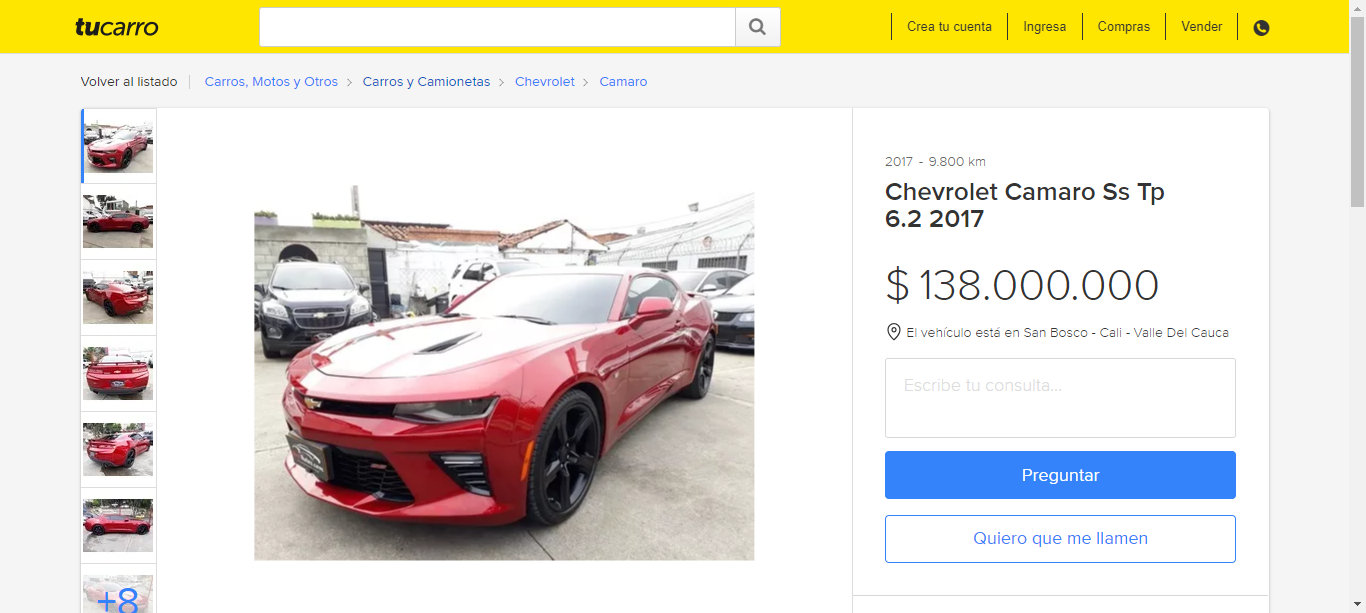 tucarro
Crea tu cuenta
Ingresa
Compras
Vender
Volver al listado
Carros, Motos y Otros
Carros y Camionetas
Chevrolet
Camaro
2017 - 9.800 km
Chevrolet Camaro Ss Tp
6.2 2017
$ 138.000.000
El vehículo está en San Bosco - Cali - Valle Del Cauca
Escribe tu consulta...
Preguntar
Quiero que me llamen
+8